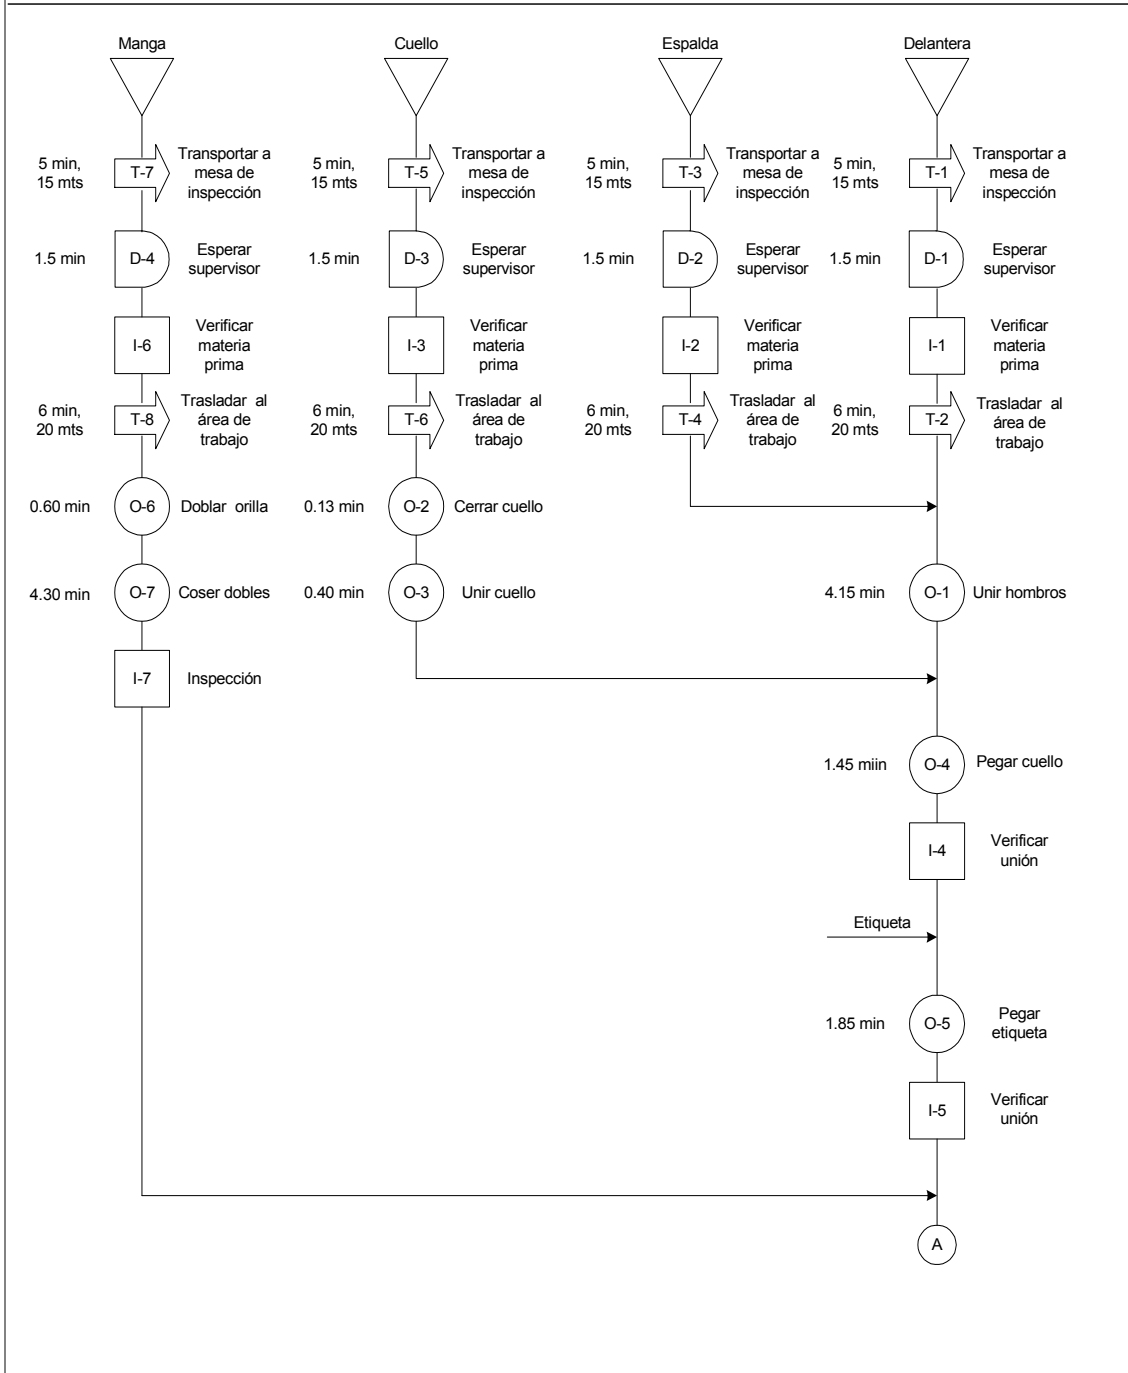 Manga
Cuello
Espalda
Delantera
5 min,
15 mts
T-7
Transportar a
mesa de
inspección
5 min,
15 mts
T-5
Transportar a
mesa de
inspección
5 min,
15 mts
T-3
Transportar a
mesa de
inspección
5 min,
15 mts
T-1
Transportar a
mesa de
inspección
1.5 min
D-4
Esperar
supervisor
1.5 min
D-3
Esperar
supervisor
1.5 min
D-2
Esperar
supervisor
1.5 min
D-1
Esperar
supervisor
I-6
Verificar
materia
prima
I-3
Verificar
materia
prima
I-2
Verificar
materia
prima
I-1
Verificar
materia
prima
6 min,
20 mts
T-8
Trasladar al
área de
trabajo
6 min,
20 mts
T-6
Trasladar al
área de
trabajo
6 min,
20 mts
T-4
Trasladar al
área de
trabajo
6 min,
20 mts
T-2
Trasladar al
área de
trabajo
0.60 min
O-6
Doblar orilla
0.13 min
O-2
Cerrar cuello
4.30 min
O-7
Coser dobles
0.40 min
O-3
Unir cuello
4.15 min
O-1
Unir hombros
I-7
Inspección
1.45 miin
O-4
Pegar cuello
I-4
Verificar
unión
Etiqueta
1.85 min
O-5
Pegar
etiqueta
I-5
Verificar
unión
A